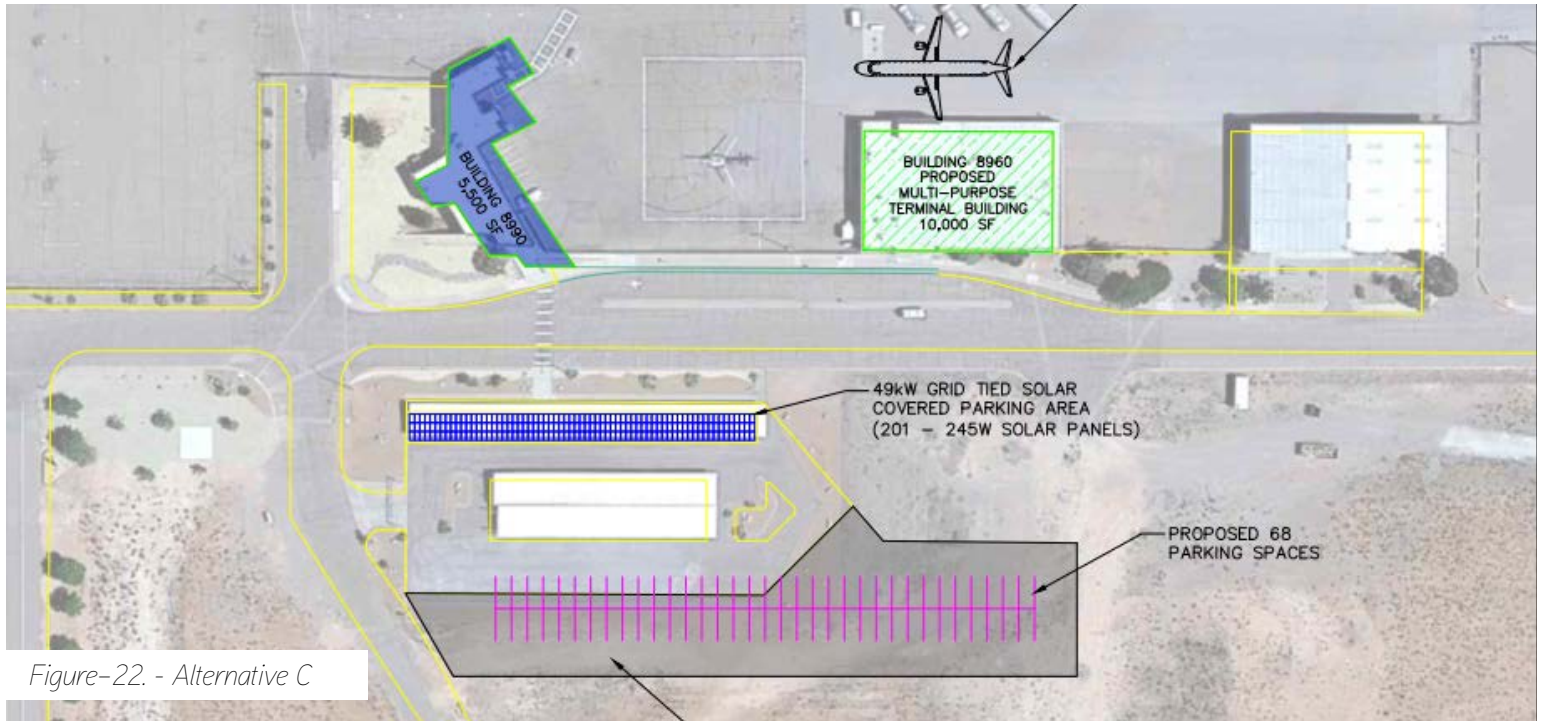 BUILDING 8990
5,500 SF
BUILDING 8960
PROPOSED
MULTI-PURPOSE
TERMINAL BUILDING
10,000 SF
49kW GRID TIED SOLAR
COVERED PARKING AREA
(201 - 245W SOLAR PANELS)
PROPOSED 68
PARKING SPACES
Figure-22. - Alternative C